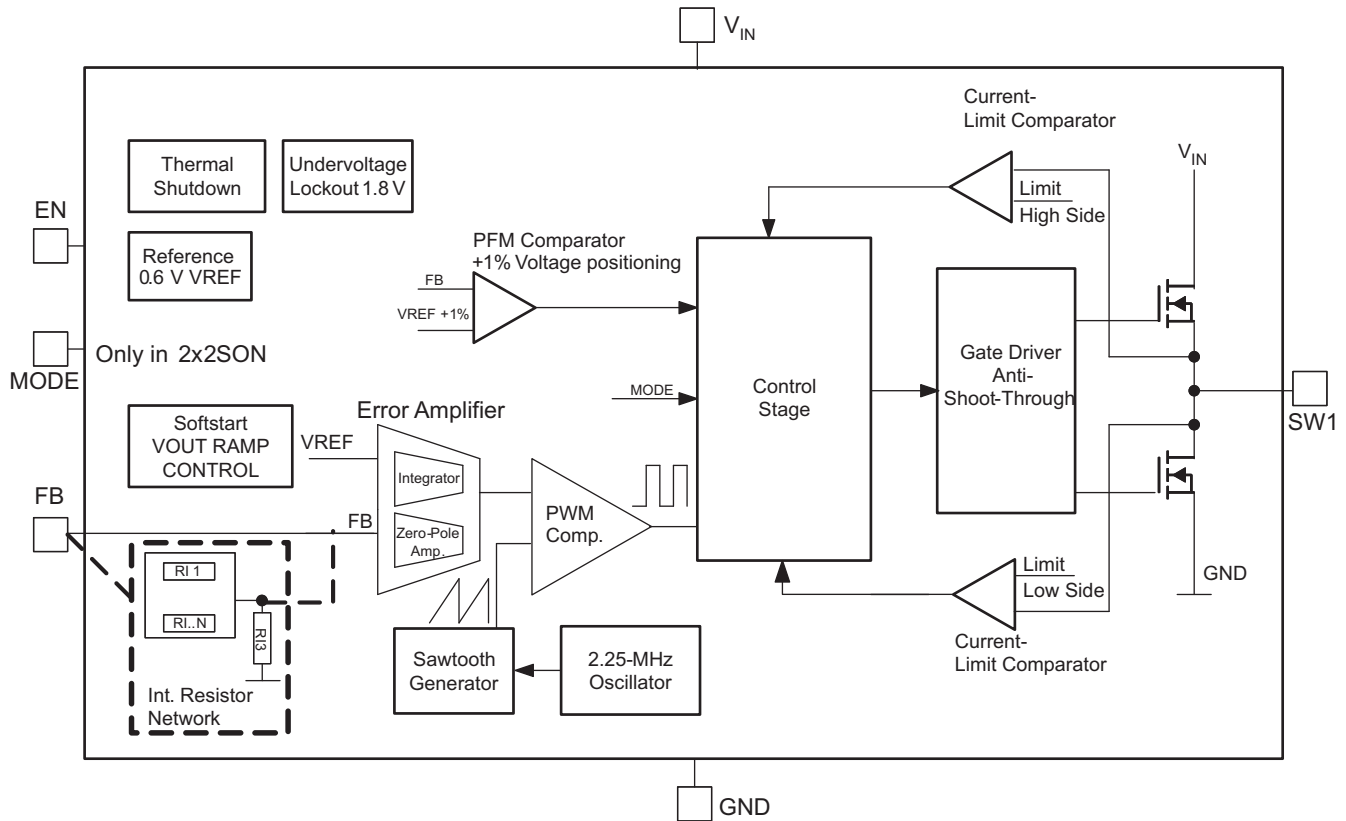 VIN
Current-
Limit Comparator
VIN
Thermal
Shutdown
Undervoltage
Lockout 1.8 V
Limit
High Side
EN
Reference
0.6 V VREF
PFM Comparator
+1% Voltage positioning
FB
VREF +1%
MODE
Only in 2x2SON
Control
Stage
Gate Driver
Anti-
Shoot-Through
MODE
SW1
Softstart
VOUT RAMP
CONTROL
Error Amplifier
VREF
Integrator
FB
FB
Zero-Pole
Amp.
PWM
Comp.
RI 1
RI..N
RI3
Int. Resistor
Network
Sawtooth
Generator
2.25-MHz
Oscillator
Limit
Low Side
Current-
Limit Comparator
GND
GND